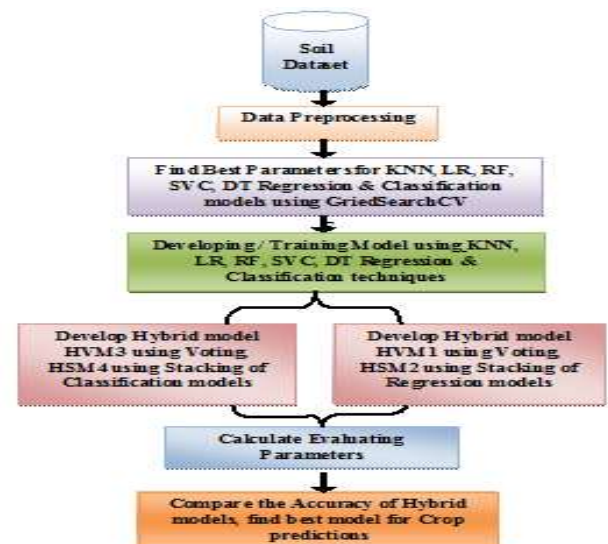 Soil
Dataset
Data Preprocessing
Find Best Parameters for KNN, LR, RF,
SVC, DT Regression & Classification
models using GriedSearchCV
Developing / Training Model using KNN,
LR, RF, SVC, DT Regression &
Classification techniques
Develop Hybrid model
HVM3 using Voting,
HSM4 using Stacking of
Classification models
Develop Hybrid model
HVM1 using Voting,
HSM2 using Stacking of
Regression models
Calculate Evaluating
Parameters
Compare the Accuracy of Hybrid
models, find best model for Crop
predictions